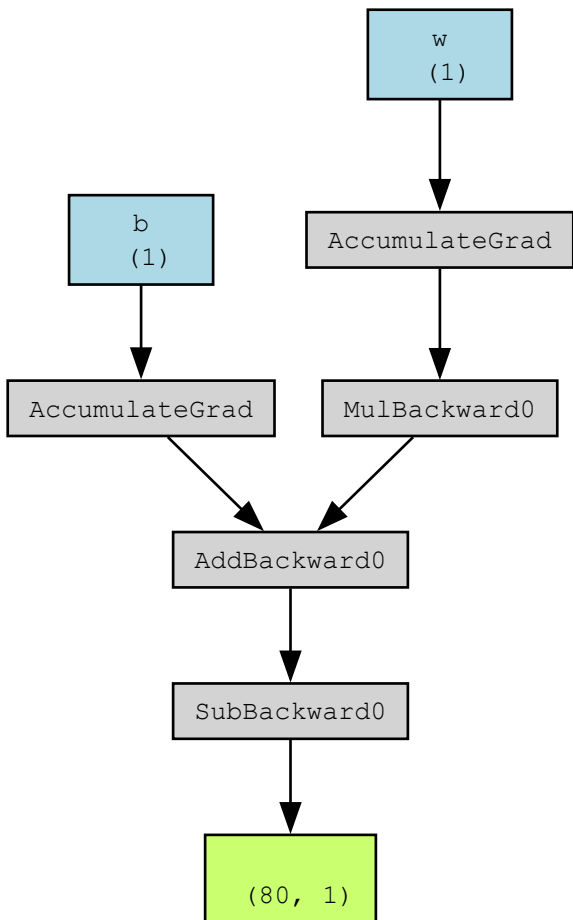 w
(1)
AccumulateGrad
b
(1)
AccumulateGrad
MulBackward0
AddBackward0
SubBackward0
(80, 1)